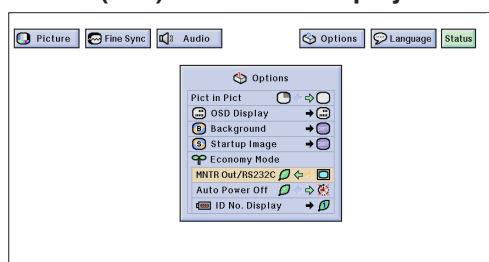 Picture Fine Sync Audio Options Language Status
Options
Pict in Pict
OSD Display
B Background
S Startup Image
Economy Mode
MNTR Out/RS232C
Auto Power Off
ID No. Display 1